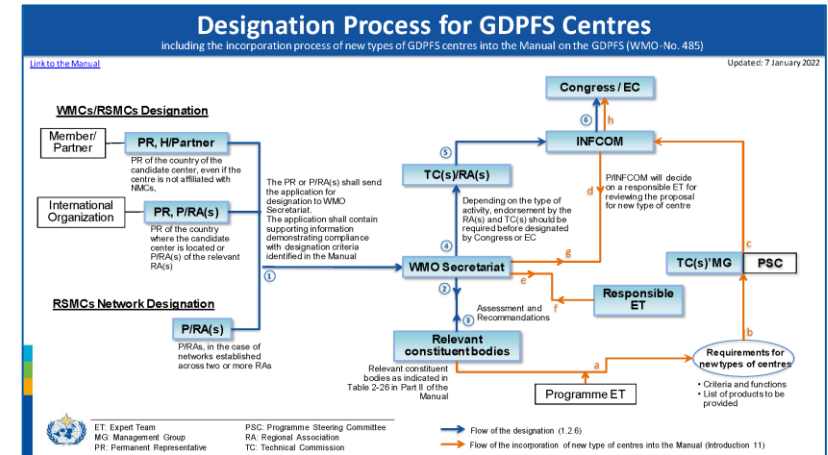 Designation Process for GDPFS Centres
including the incorporation process of new types of GDPFS centres into the Manual on the GDPFS (WMO-No. 485)
Link to the Manual
Updated: 7 January 2022
WMCs/RSMCs Designation
Member/
Partner
PR, H/Partner
PR of the country of the
candidate center, even if the
centre is not affiliated with
NMCs,
International
Organization
PR, P/RA(s)
PR of the country
where the candidate
center is located or
P/RA(s) of the relevant
RA(s)
RSMCs Network Designation
P/RA(s)
P/RAs, in the case of
networks established
across two or more RAs
The PR or P/RA(s) shall send
the application for
designation to WMO
Secretariat.
The application shall contain
supporting information
demonstrating compliance
with designation criteria
identified in the Manual
1
Congress / EC
6
h
INFCOM
5
TC(s)/RA(s)
d
P/INFCOM will decide
on a responsible ET for
reviewing the proposal
for new type of centre
Depending on the type of
activity, endorsement by the
RA(s) and TC(s) should be
required before designated
by Congress or EC
4
g
c
WMO Secretariat
e
TC(s)'MG
PSC
2
f
Responsible
ET
3
Assessment and
Recommandations
b
Relevant
constituent bodies
Relevant constituent
bodies as indicated in
Table 2-26 in Part II of the
Manual
a
Programme ET
Requirements for
new types of centres
• Criteria and functions
• List of products to be
provided
ET: Expert Team
MG: Management Group
PR: Permanent Representative
PSC: Programme Steering Committee
RA: Regional Association
TC: Technical Commission
Flow of the designation (1.2.6)
Flow of the incorporation of new type of centres into the Manual (Introduction 11)